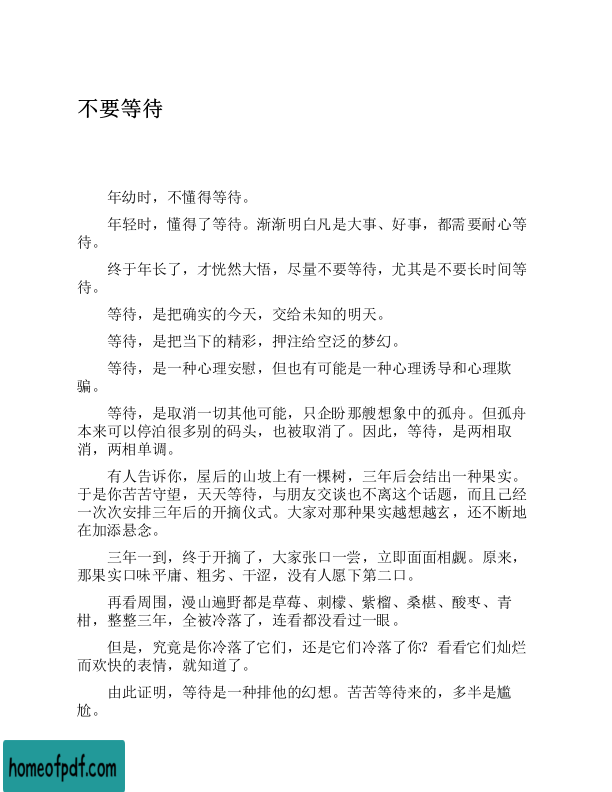 不要等待
年幼时，不懂得等待。
年轻时，懂得了等待。渐渐明白凡是大事、好事，都需要耐心等
待。
终于年长了，才恍然大悟，尽量不要等待，尤其是不要长时间等
待。
等待，是把确实的今天，交给未知的明天。
等待，是把当下的精彩，押注给空泛的梦幻。
等待，是一种心理安慰，但也有可能是一种心理诱导和心理欺
骗。
等待，是取消一切其他可能，只企盼那艘想象中的孤舟。但孤舟
本来可以停泊很多别的码头，也被取消了。因此，等待，是两相取
消，两相单调。
有人告诉你，屋后的山坡上有一棵树，三年后会结出一种果实。
于是你苦苦守望，天天等待，与朋友交谈也不离这个话题，而且已经
一次次安排三年后的开摘仪式。大家对那种果实越想越玄，还不断地
在加添悬念。
三年一到，终于开摘了，大家张口一尝，立即面面相觑。原来，
那果实口味平庸、粗劣、干涩，没有人愿下第二口。
再看周围，漫山遍野都是草莓、刺檬、紫榴、桑椹、酸枣、青
柑，整整三年，全被冷落了，连看都没看过一眼。
但是，究竟是你冷落了它们，还是它们冷落了你？看看它们灿烂
而欢快的表情，就知道了。
由此证明，等待是一种排他的幻想。苦苦等待来的，多半是尴
尬。
homeofpdf.com